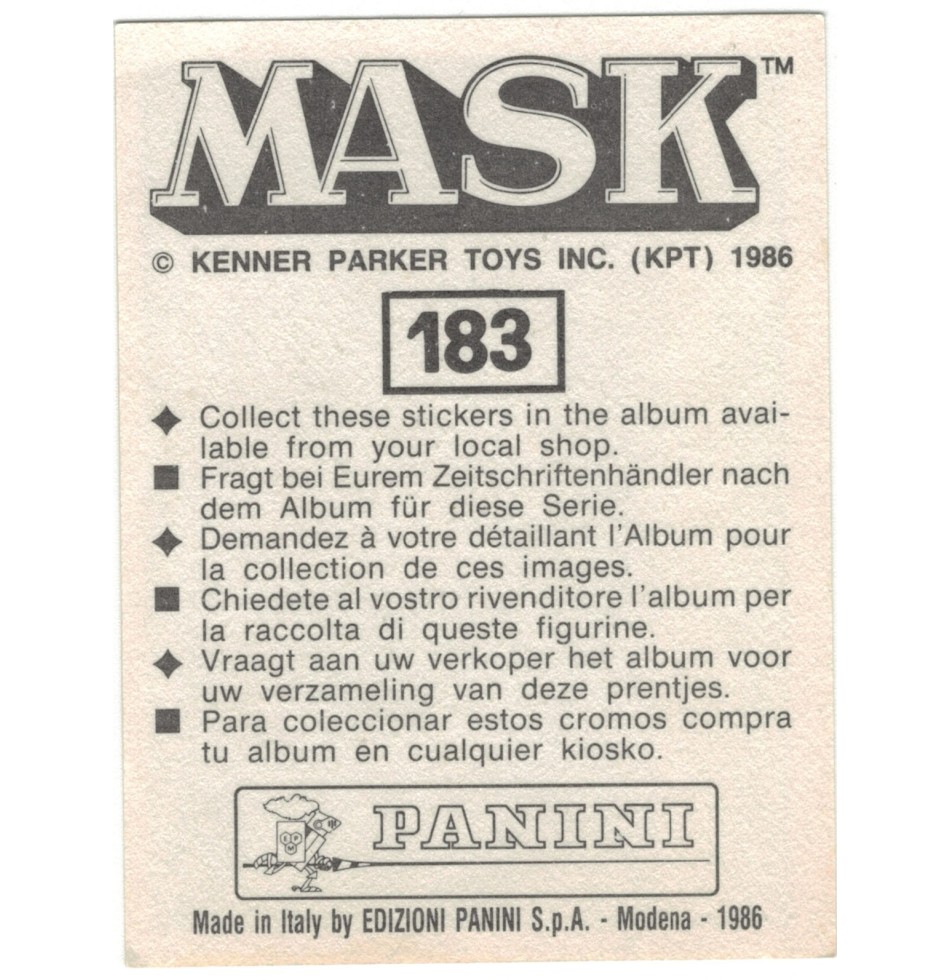 MASK™
© KENNER PARKER TOYS INC. (KPT) 1986
183
Collect these stickers in the album avai-
lable from your local shop.
Fragt bei Eurem Zeitschriftenhändler nach
dem Album für diese Serie.
Demandez à votre détaillant l'Album pour
la collection de ces images.
Chiedete al vostro rivenditore l'album per
la raccolta di queste figurine.
Vraagt aan uw verkoper het album voor
uw verzameling van deze prentjes.
Para coleccionar estos cromos compra
tu album en cualquier kiosko.
PANINI
Made in Italy by EDIZIONI PANINI S.p.A. - Modena - 1986